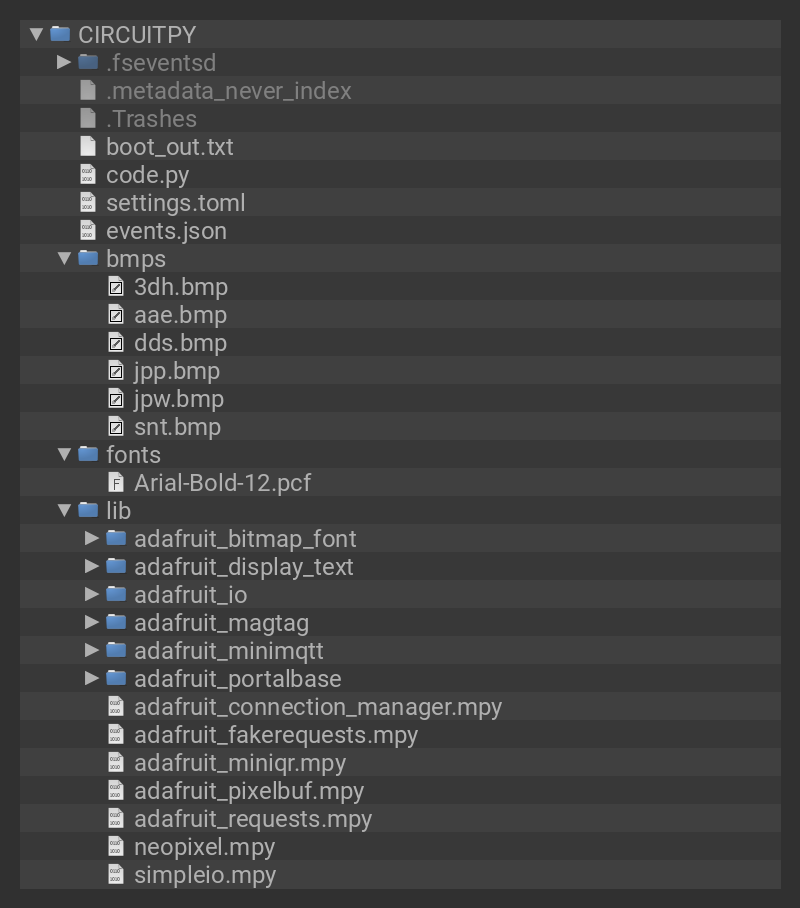 CIRCUITPY
.fseventsd
.metadata_never_index
.Trashes
boot_out.txt
code.py
settings.toml
events.json
bmps
3dh.bmp
aae.bmp
dds.bmp
jpp.bmp
jpw.bmp
snt.bmp
fonts
Arial-Bold-12.pcf
lib
adafruit_bitmap_font
adafruit_display_text
adafruit_io
adafruit_magtag
adafruit_minimqtt
adafruit_portalbase
adafruit_connection_manager.mpy
adafruit_fakerequests.mpy
adafruit_miniqr.mpy
adafruit_pixelbuf.mpy
adafruit_requests.mpy
neopixel.mpy
simpleio.mpy